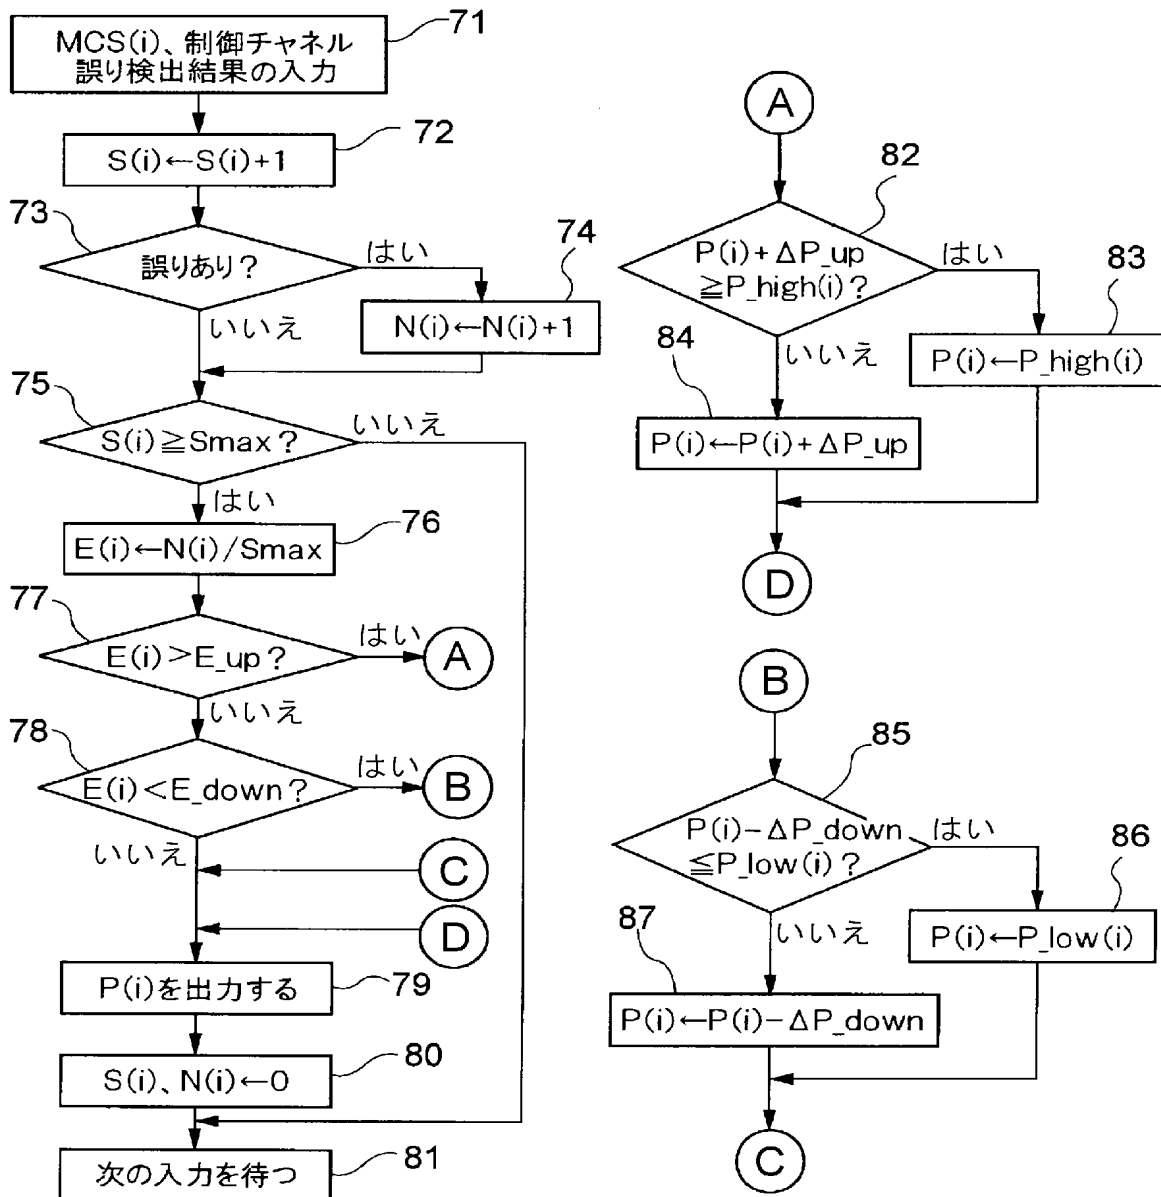 MCS(i)、制御チャネル
誤り検出結果の入力
71
S(i)←S(i)+1
72
73
誤りあり？
はい
74
いいえ
N(i)←N(i)+1
75
S(i)≧Smax？
いいえ
はい
E(i)←N(i)/Smax
76
77
E(i)>E_up？
はい
A
いいえ
78
E(i)<E_down？
はい
B
いいえ
C
D
P(i)を出力する
79
S(i)、N(i)←0
80
次の入力を待つ
81
A
82
P(i)+ΔP_up
≧P_high(i)？
はい
83
いいえ
P(i)←P_high(i)
84
P(i)←P(i)+ΔP_up
D
B
85
P(i)-ΔP_down
≦P_low(i)？
はい
86
いいえ
P(i)←P_low(i)
87
P(i)←P(i)-ΔP_down
C